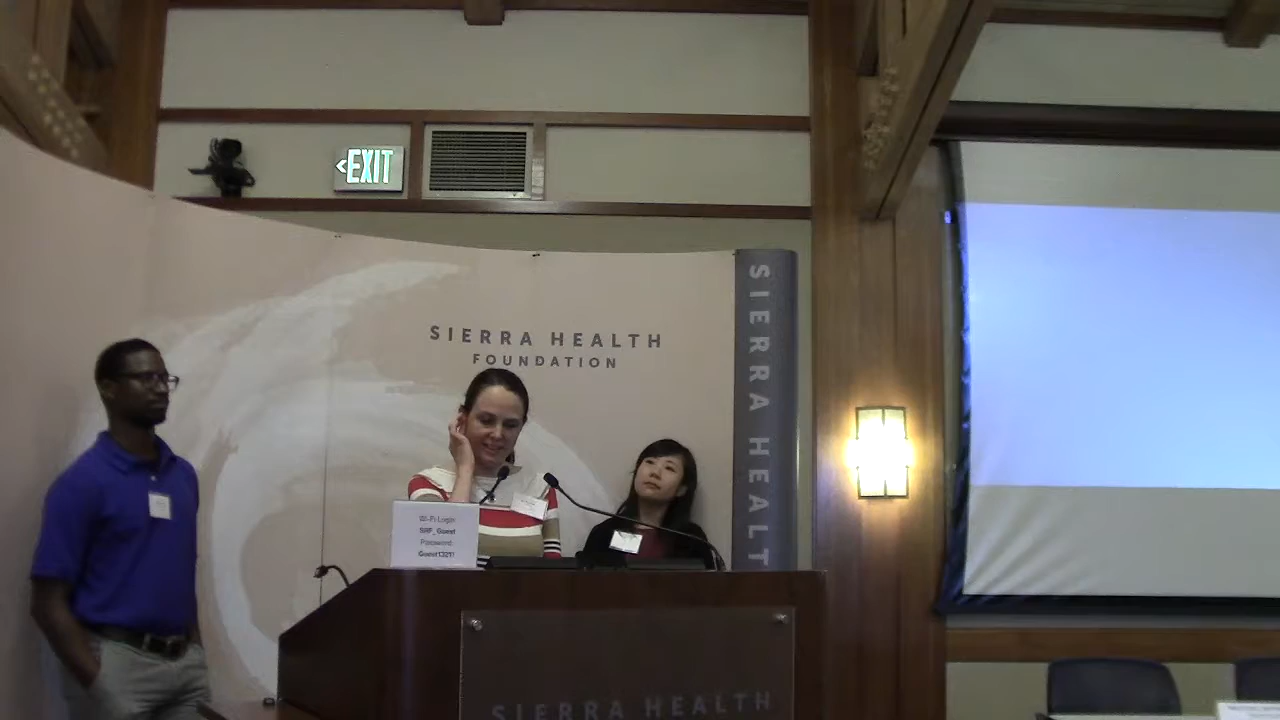 <EXIT
SIERRA HEALTH
FOUNDATION
SIERRA HEALT
Wi-Fi Login
SHF_Guest
Password:
SIERRA HEALTH